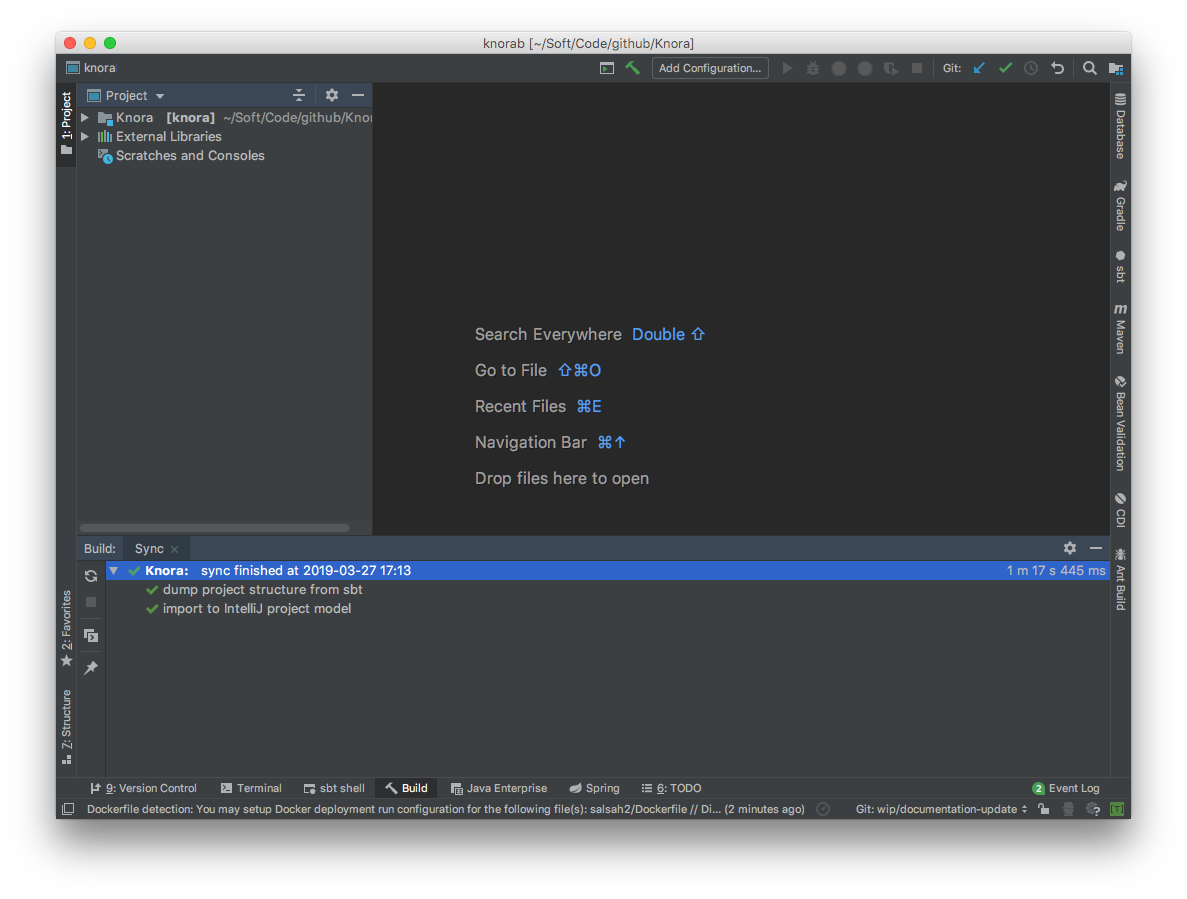 knorab [~/Soft/Code/github/Knora]
knora
Add Configuration...
Git:
1: Project
Project
Knora [knora] ~/Soft/Code/github/Knor
External Libraries
Scratches and Consoles
Search Everywhere Double ⇧
Go to File ⇧⌘O
Recent Files ⌘E
Navigation Bar ⌘↑
Drop files here to open
Database
Gradle
sbt
m
Maven
Bean Validation
CDI
Ant Build
Build: Sync
Knora: sync finished at 2019-03-27 17:13 1 m 17 s 445 ms
dump project structure from sbt
import to IntelliJ project model
2: Favorites
Z: Structure
9: Version Control Terminal sbt shell Build Java Enterprise Spring 6: TODO 2 Event Log
Dockerfile detection: You may setup Docker deployment run configuration for the following file(s): salsah2/Dockerfile // Di... (2 minutes ago) Git: wip/documentation-update [T]